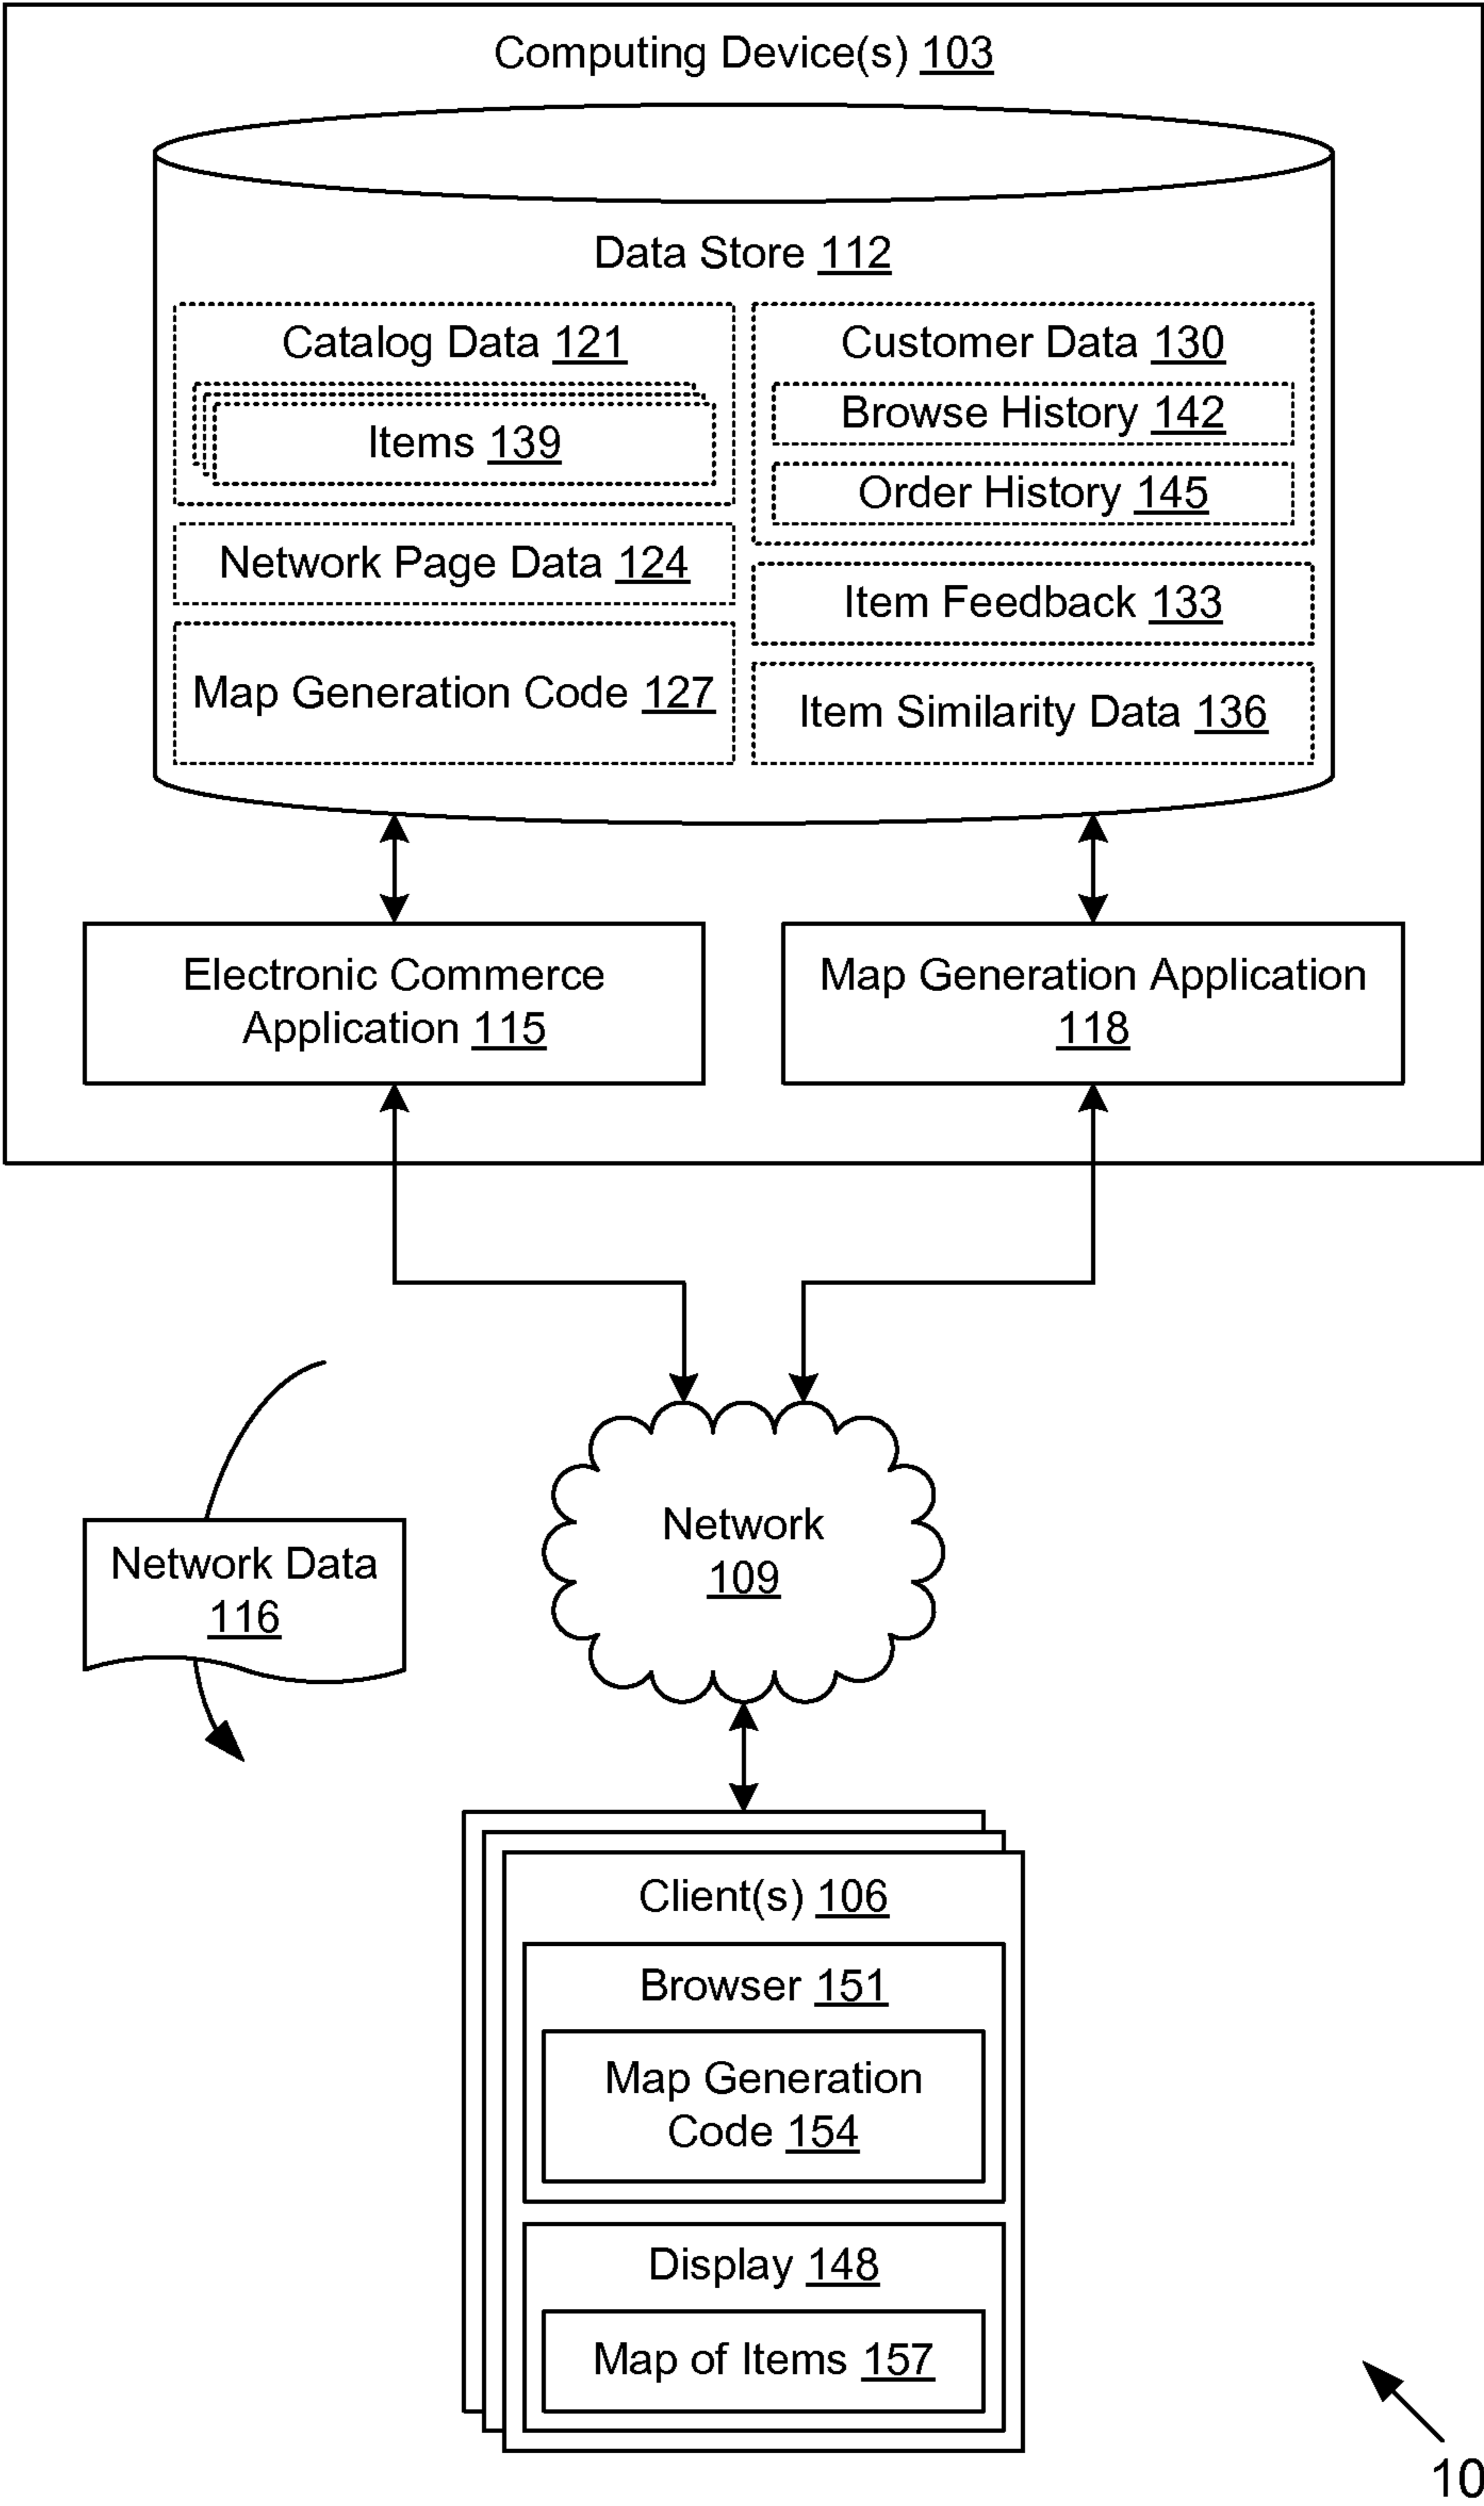 Computing Device(s) 103
Data Store 112
Catalog Data 121
Items 139
Network Page Data 124
Map Generation Code 127
Customer Data 130
Browse History 142
Order History 145
Item Feedback 133
Item Similarity Data 136
Electronic Commerce
Application 115
Map Generation Application
118
Network Data
116
Network
109
Client(s) 106
Browser 151
Map Generation
Code 154
Display 148
Map of Items 157
10